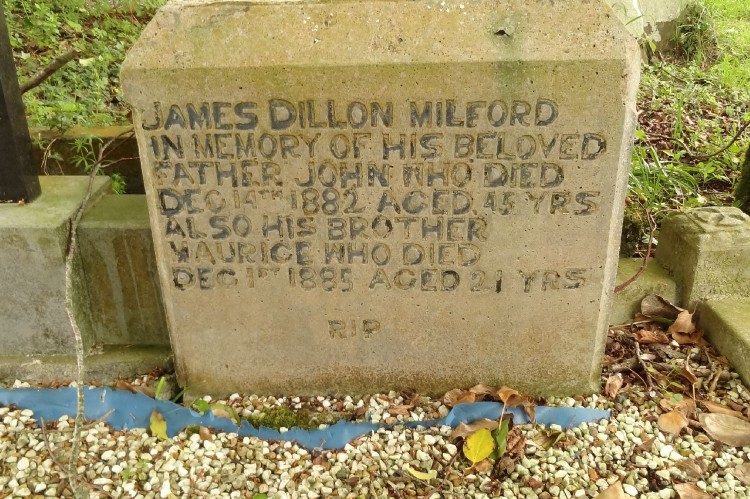 JAMES DILLON MILFORD
IN MEMORY OF HIS BELOVED
FATHER JOHN WHO DIED
DEC 14TH 1882 AGED 45 YRS
ALSO HIS BROTHER
MAURICE WHO DIED
DEC 1ST 1885 AGED 21 YRS
RIP